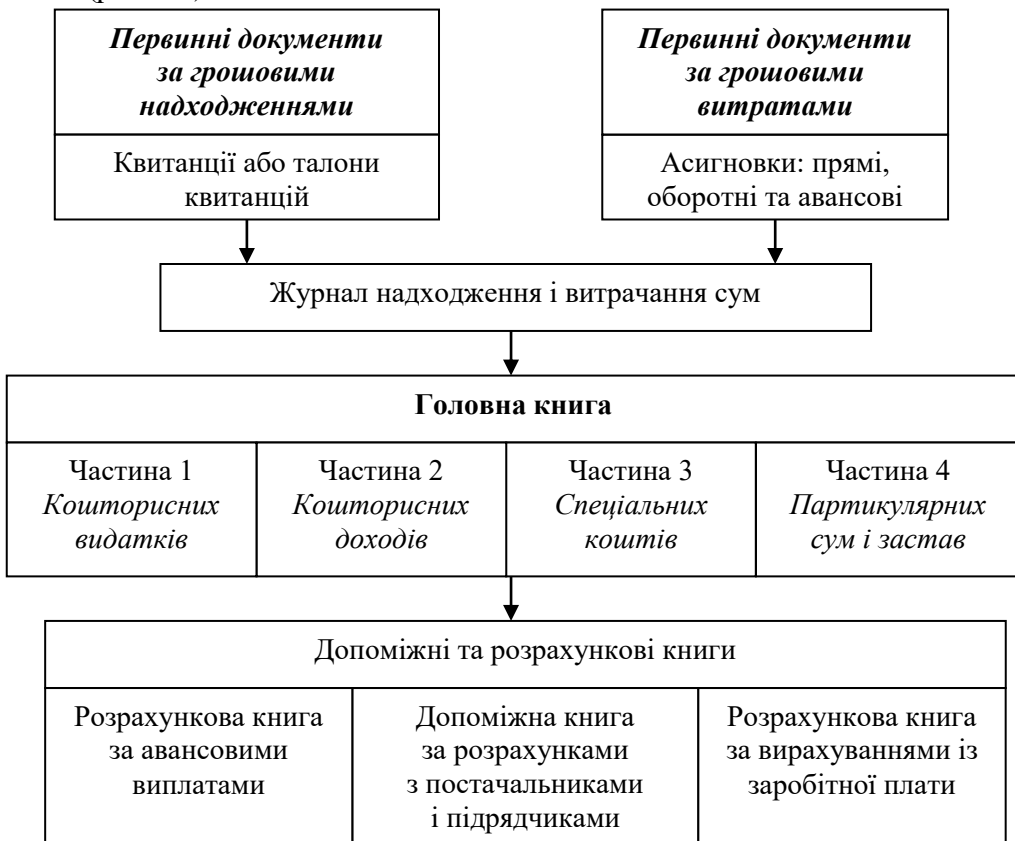 Первинні документи
за грошовими
надходженнями
Квитанції або талони
квитанцій
Первинні документи
за грошовими
витратами
Асигновки: прямі,
оборотні та авансові
Журнал надходження і витрачання сум
Головна книга
Частина 1
Кошторисних
видатків
Частина 2
Кошторисних
доходів
Частина 3
Спеціальних
коштів
Частина 4
Партикулярних
сум і застав
Допоміжні та розрахункові книги
Розрахункова книга
за авансовими
виплатами
Допоміжна книга
за розрахунками
з постачальниками
і підрядчиками
Розрахункова книга
за вирахуваннями із
заробітної плати